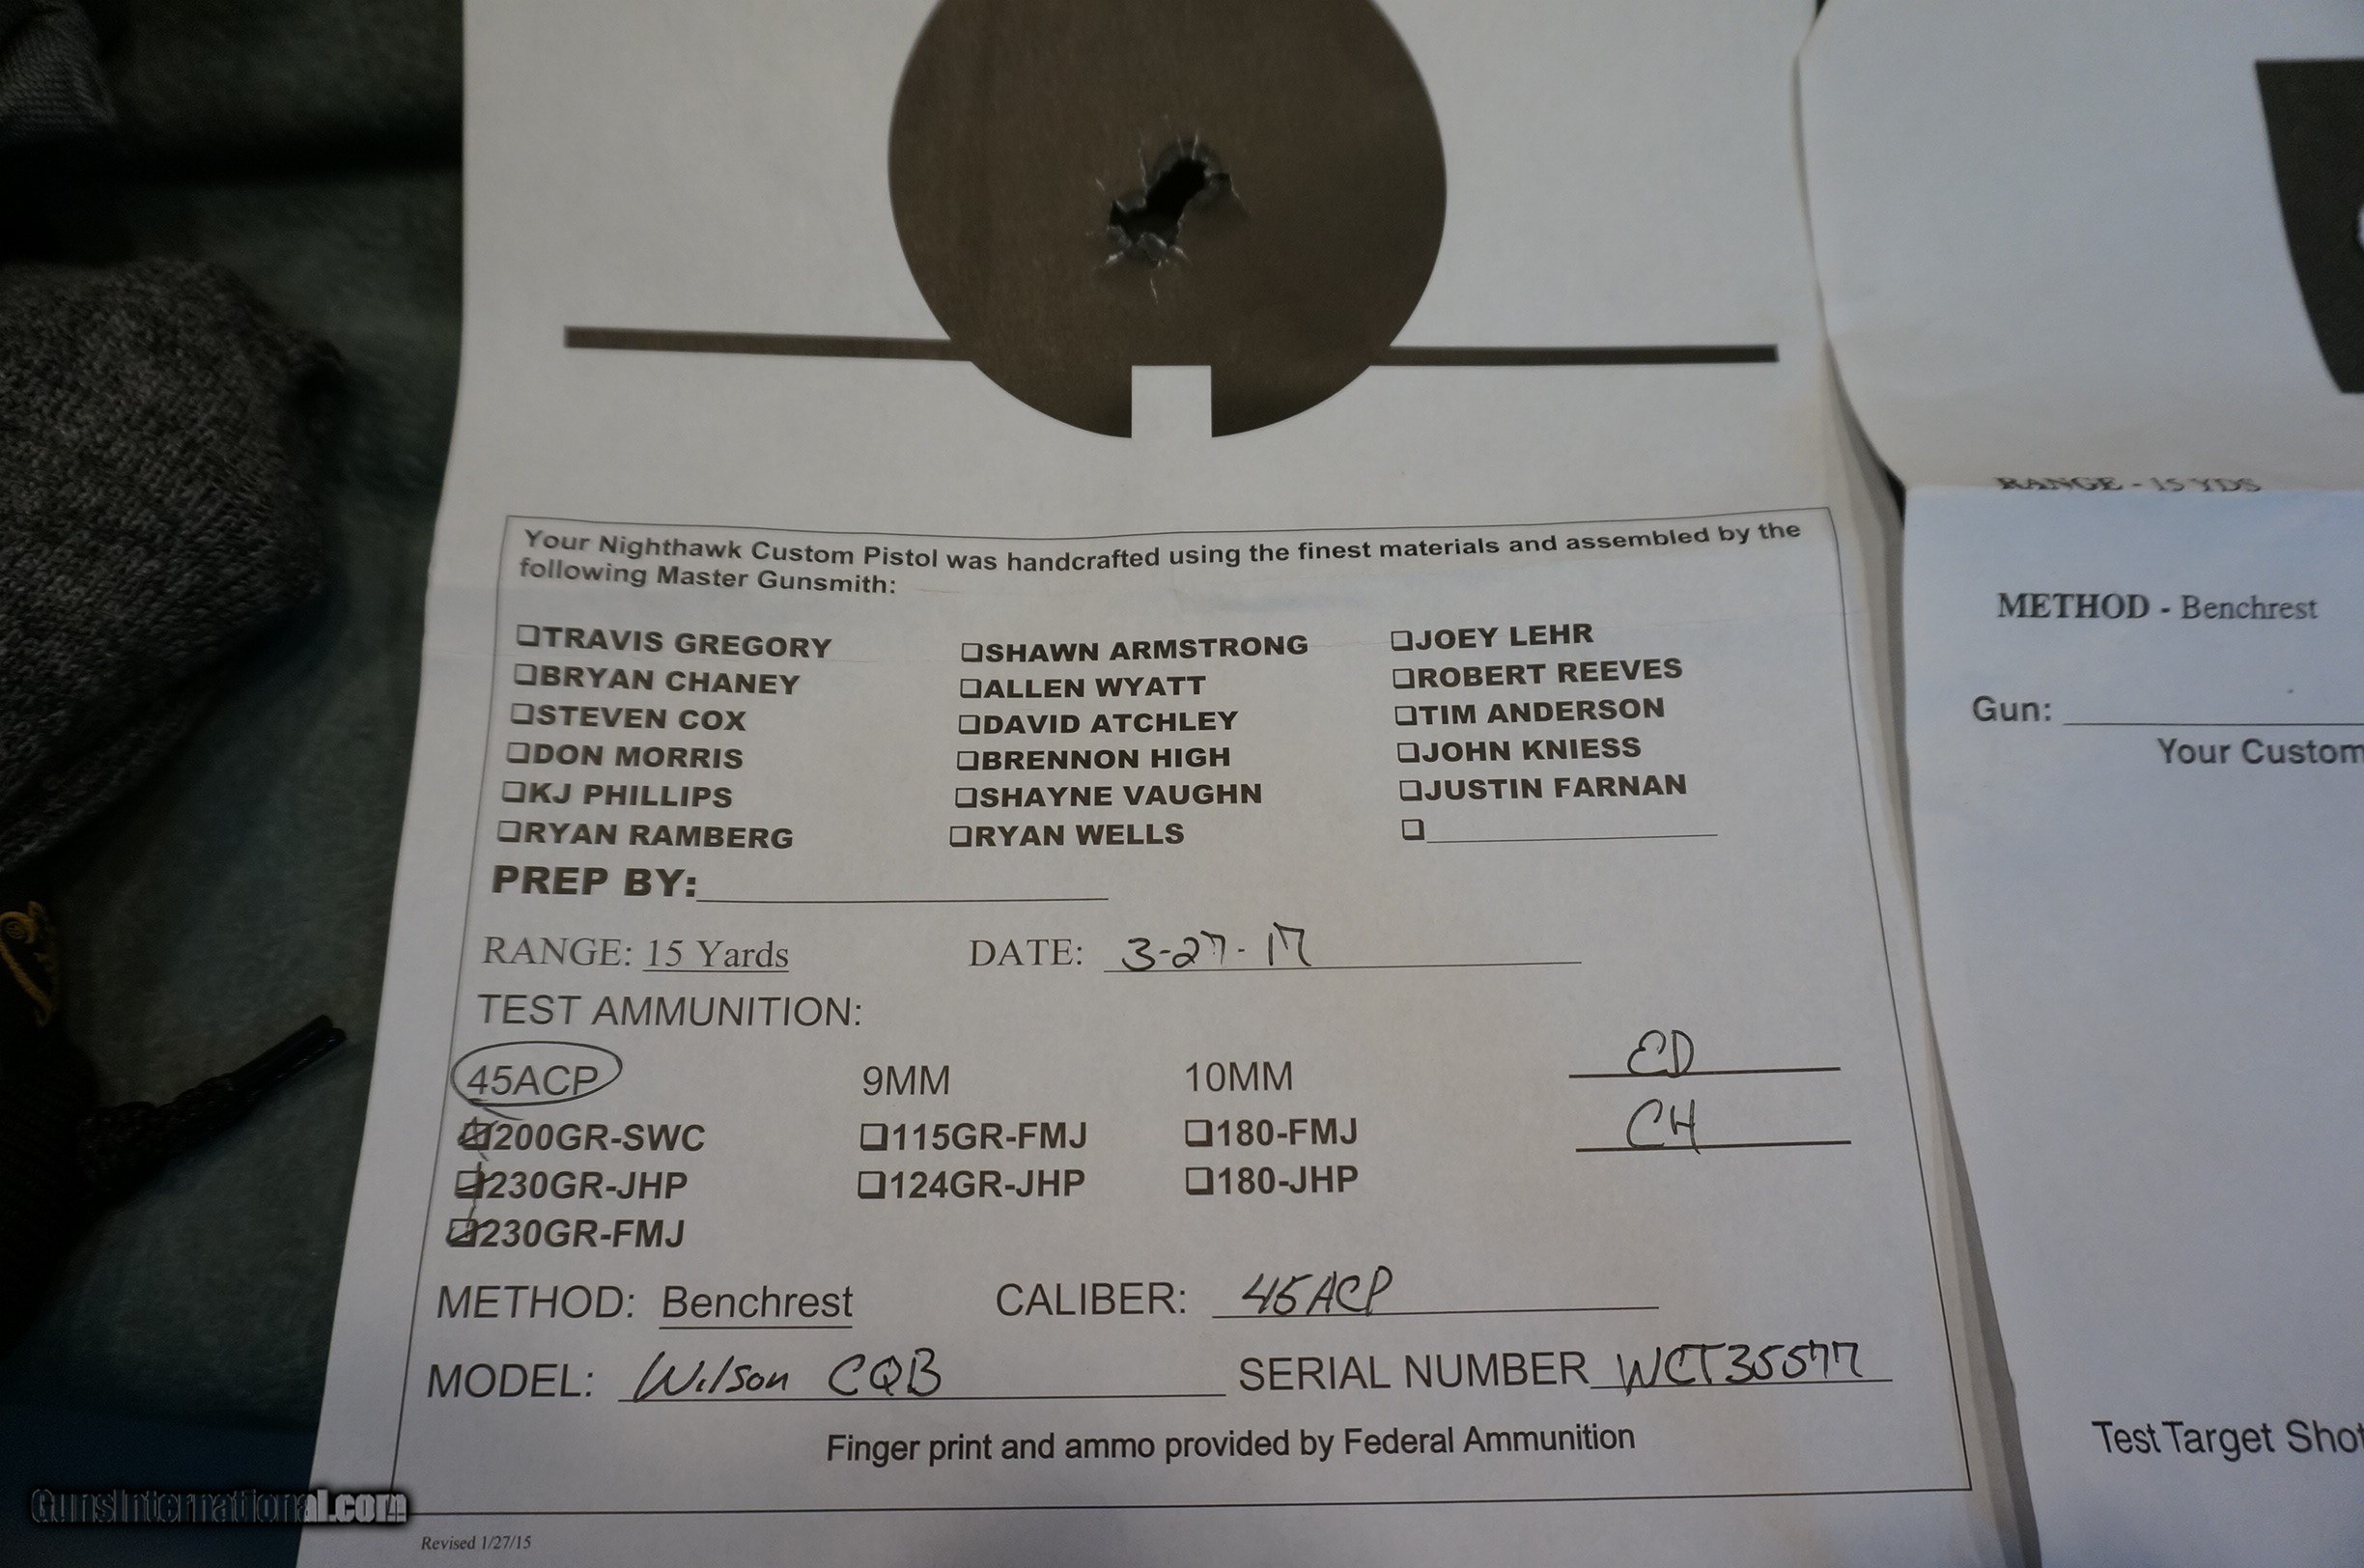 Your Nighthawk Custom Pistol was handcrafted using the finest materials and assembled by the
following Master Gunsmith:
❏TRAVIS GREGORY ❏SHAWN ARMSTRONG ❏JOEY LEHR
❏BRYAN CHANEY ❏ALLEN WYATT ❏ROBERT REEVES
❏STEVEN COX ❏DAVID ATCHLEY ❏TIM ANDERSON
❏DON MORRIS ❏BRENNON HIGH ❏JOHN KNIESS
❏KJ PHILLIPS ❏SHAYNE VAUGHN ❏JUSTIN FARNAN
❏RYAN RAMBERG ❏RYAN WELLS ❏
PREP BY:
RANGE: 15 Yards DATE: 3-27-17
TEST AMMUNITION:
45ACP 9MM 10MM ED
200GR-SWC ❏115GR-FMJ ❏180-FMJ CH
230GR-JHP ❏124GR-JHP ❏180-JHP
230GR-FMJ
METHOD: Benchrest CALIBER: 45ACP
MODEL: Wilson CQB SERIAL NUMBER WCT35577
Finger print and ammo provided by Federal Ammunition
Revised 1/27/15
RANGE - 15 YDS
METHOD - Benchrest
Gun:
Your Custom
Test Target Shot
GunsInternational.com